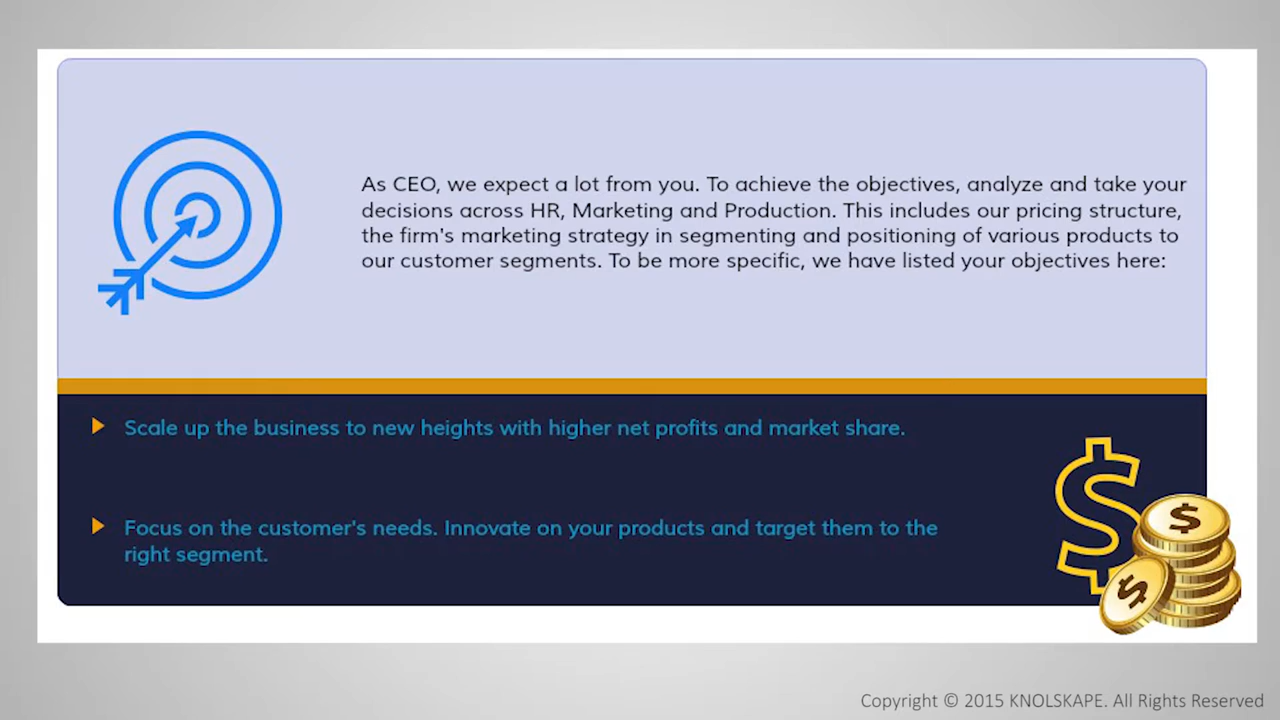 As CEO, we expect a lot from you. To achieve the objectives, analyze and take your
decisions across HR, Marketing and Production. This includes our pricing structure,
the firm's marketing strategy in segmenting and positioning of various products to
our customer segments. To be more specific, we have listed your objectives here:
Scale up the business to new heights with higher net profits and market share.
Focus on the customer's needs. Innovate on your products and target them to the
right segment.
$
$
$
Copyright © 2015 KNOLSKAPE. All Rights Reserved